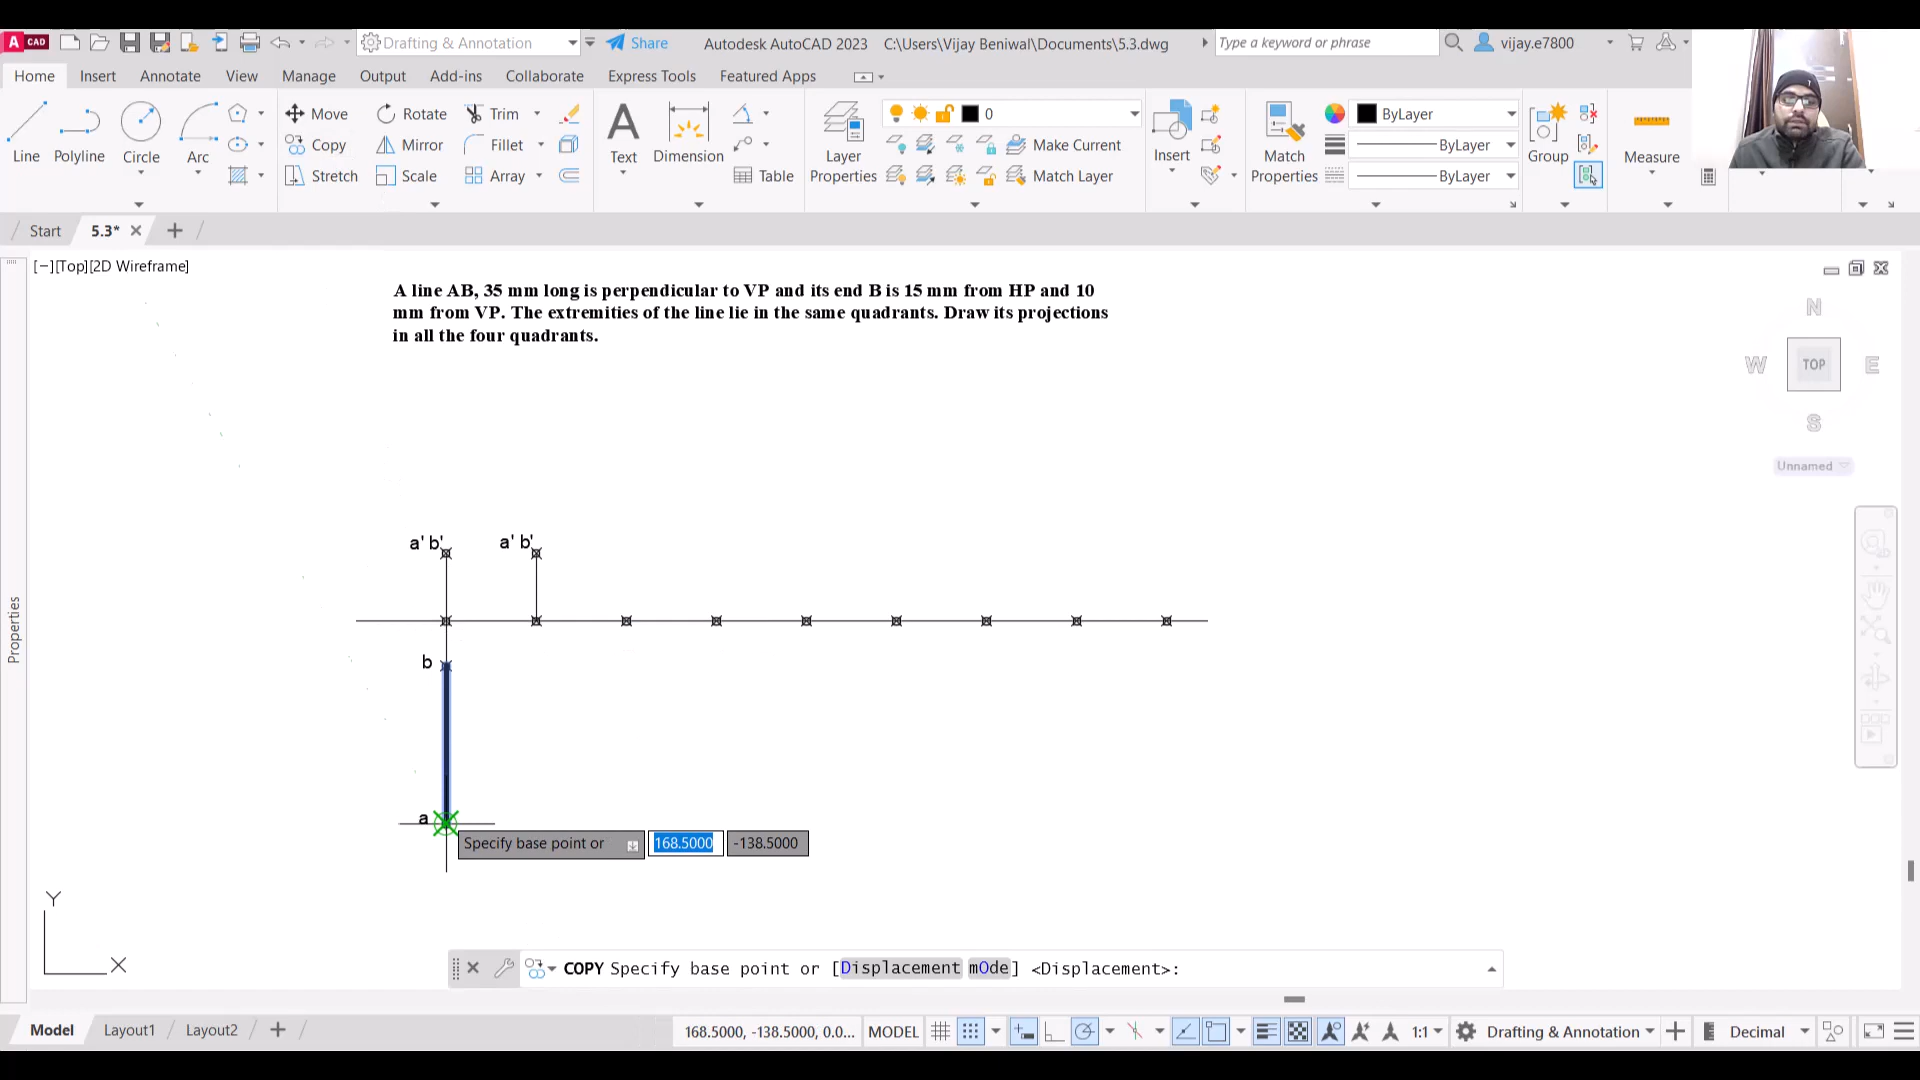 A CAD
Drafting & Annotation
Share
Autodesk AutoCAD 2023 C:\Users\Vijay Beniwal\Documents\5.3.dwg
Type a keyword or phrase
vijay.e7800
Home Insert Annotate View Manage Output Add-ins Collaborate Express Tools Featured Apps
Line
Polyline
Circle
Arc
Move
Rotate
Trim
Copy
Mirror
Fillet
Stretch
Scale
Array
Text
Dimension
Table
Layer
Properties
0
Make Current
Match Layer
Insert
Match
Properties
ByLayer
ByLayer
ByLayer
Group
Measure
Start
5.3*
[−][Top][2D Wireframe]
A line AB, 35 mm long is perpendicular to VP and its end B is 15 mm from HP and 10
mm from VP. The extremities of the line lie in the same quadrants. Draw its projections
in all the four quadrants.
N
W
TOP
E
S
Unnamed
a' b'
a' b'
b
a
Specify base point or
168.5000
-138.5000
Y
X
Properties
COPY Specify base point or [Displacement mOde] <Displacement>:
Model Layout1 Layout2
168.5000, -138.5000, 0.0...
MODEL
1:1
Drafting & Annotation
Decimal